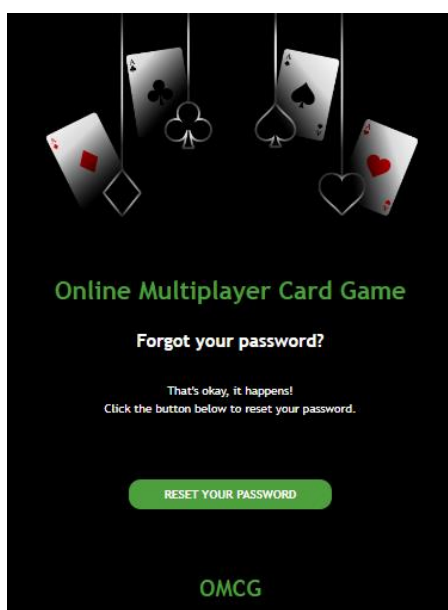 A
A
A
A
A
A
Online Multiplayer Card Game
Forgot your password?
That's okay, it happens!
Click the button below to reset your password.
RESET YOUR PASSWORD
OMCG